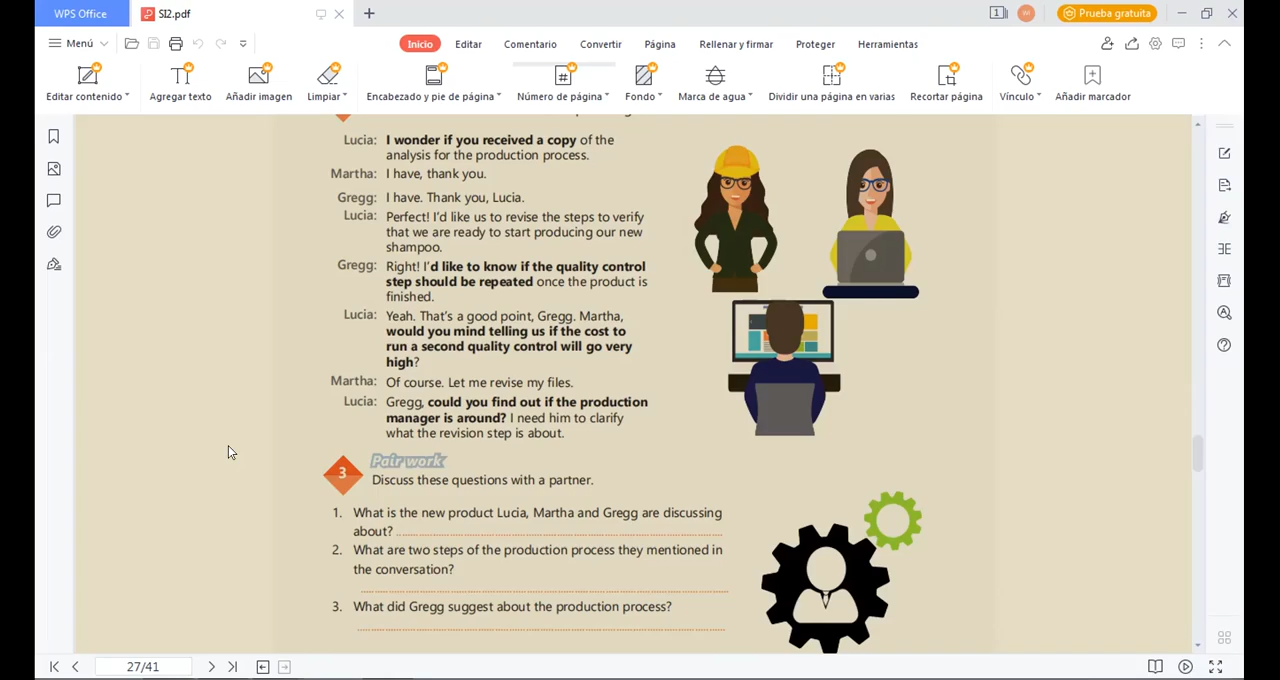 WPS Office
SI2.pdf
1
Prueba gratuita
Menú
Inicio
Editar
Comentario
Convertir
Página
Rellenar y firmar
Proteger
Herramientas
Editar contenido
Agregar texto
Añadir imagen
Limpiar
Encabezado y pie de página
Número de página
Fondo
Marca de agua
Dividir una página en varias
Recortar página
Vínculo
Añadir marcador
Lucia: I wonder if you received a copy of the
analysis for the production process.
Martha: I have, thank you.
Gregg: I have. Thank you, Lucia.
Lucia: Perfect! I'd like us to revise the steps to verify
that we are ready to start producing our new
shampoo.
Gregg: Right! I'd like to know if the quality control
step should be repeated once the product is
finished.
Lucia: Yeah. That's a good point, Gregg. Martha,
would you mind telling us if the cost to
run a second quality control will go very
high?
Martha: Of course. Let me revise my files.
Lucia: Gregg, could you find out if the production
manager is around? I need him to clarify
what the revision step is about.
3
Pair work
Discuss these questions with a partner.
1. What is the new product Lucia, Martha and Gregg are discussing
about?
2. What are two steps of the production process they mentioned in
the conversation?
3. What did Gregg suggest about the production process?
27/41